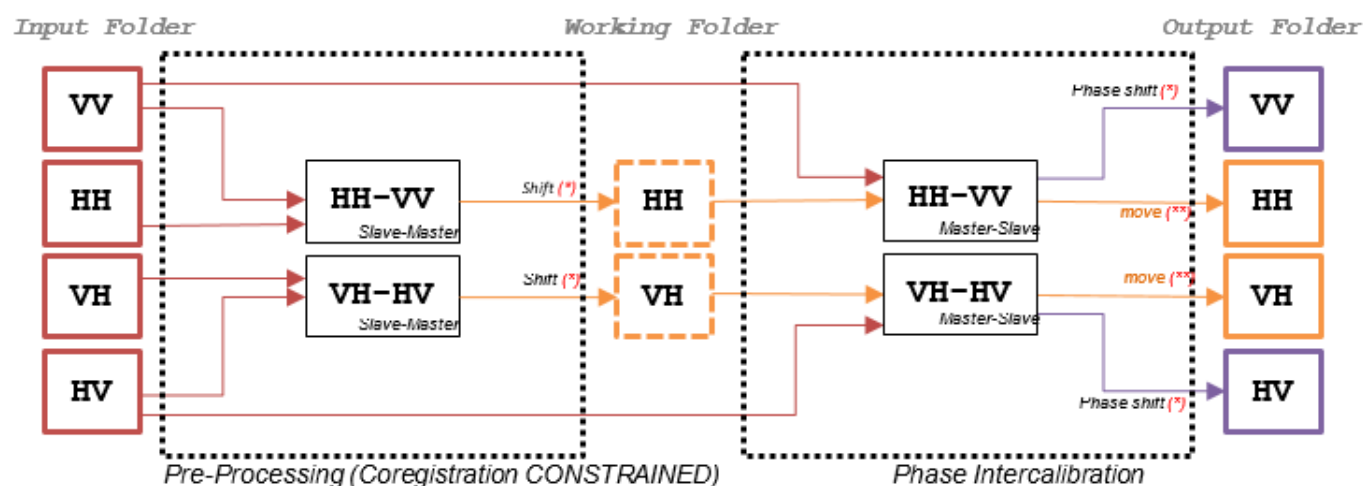 Input Folder
Working Folder
Output Folder
VV
Phase shift (*)
VV
HH
HH-VV
Slave-Master
Shift (*)
HH
HH-VV
Master-Slave
move (**)
HH
VH
VH-HV
Slave-Master
Shift (*)
VH
VH-HV
Master-Slave
move (**)
VH
HV
Phase shift (*)
HV
Pre-Processing (Coregistration CONSTRAINED)
Phase Intercalibration